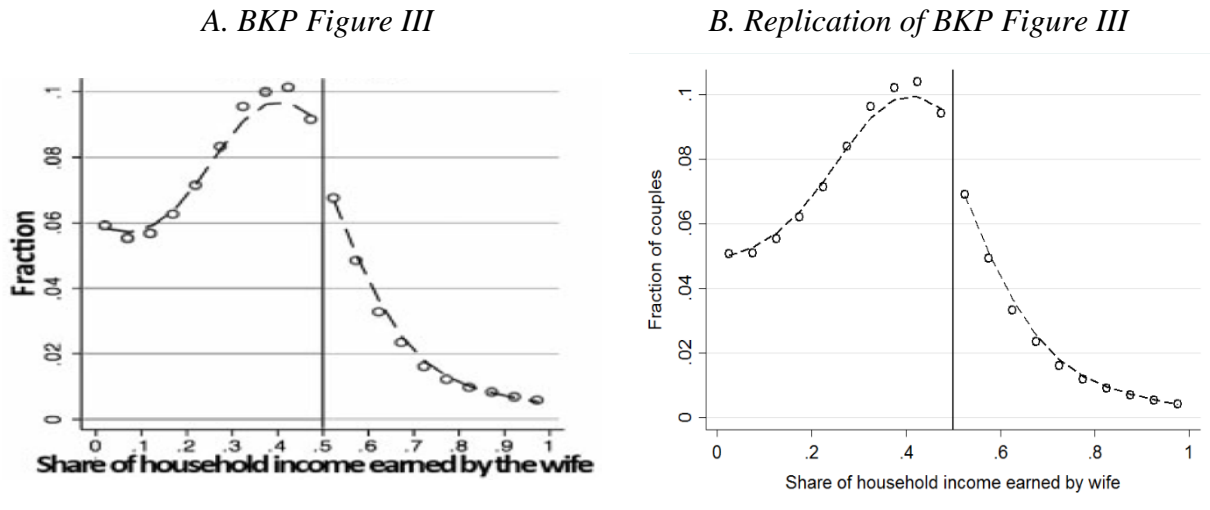 A. BKP Figure III
.1
.08
.06
.04
.02
0
Fraction
0 .1 .2 .3 .4 .5 .6 .7 .8 .9 1
Share of household income earned by the wife
B. Replication of BKP Figure III
.1
.08
.06
.04
.02
0
Fraction of couples
0 .2 .4 .6 .8 1
Share of household income earned by wife